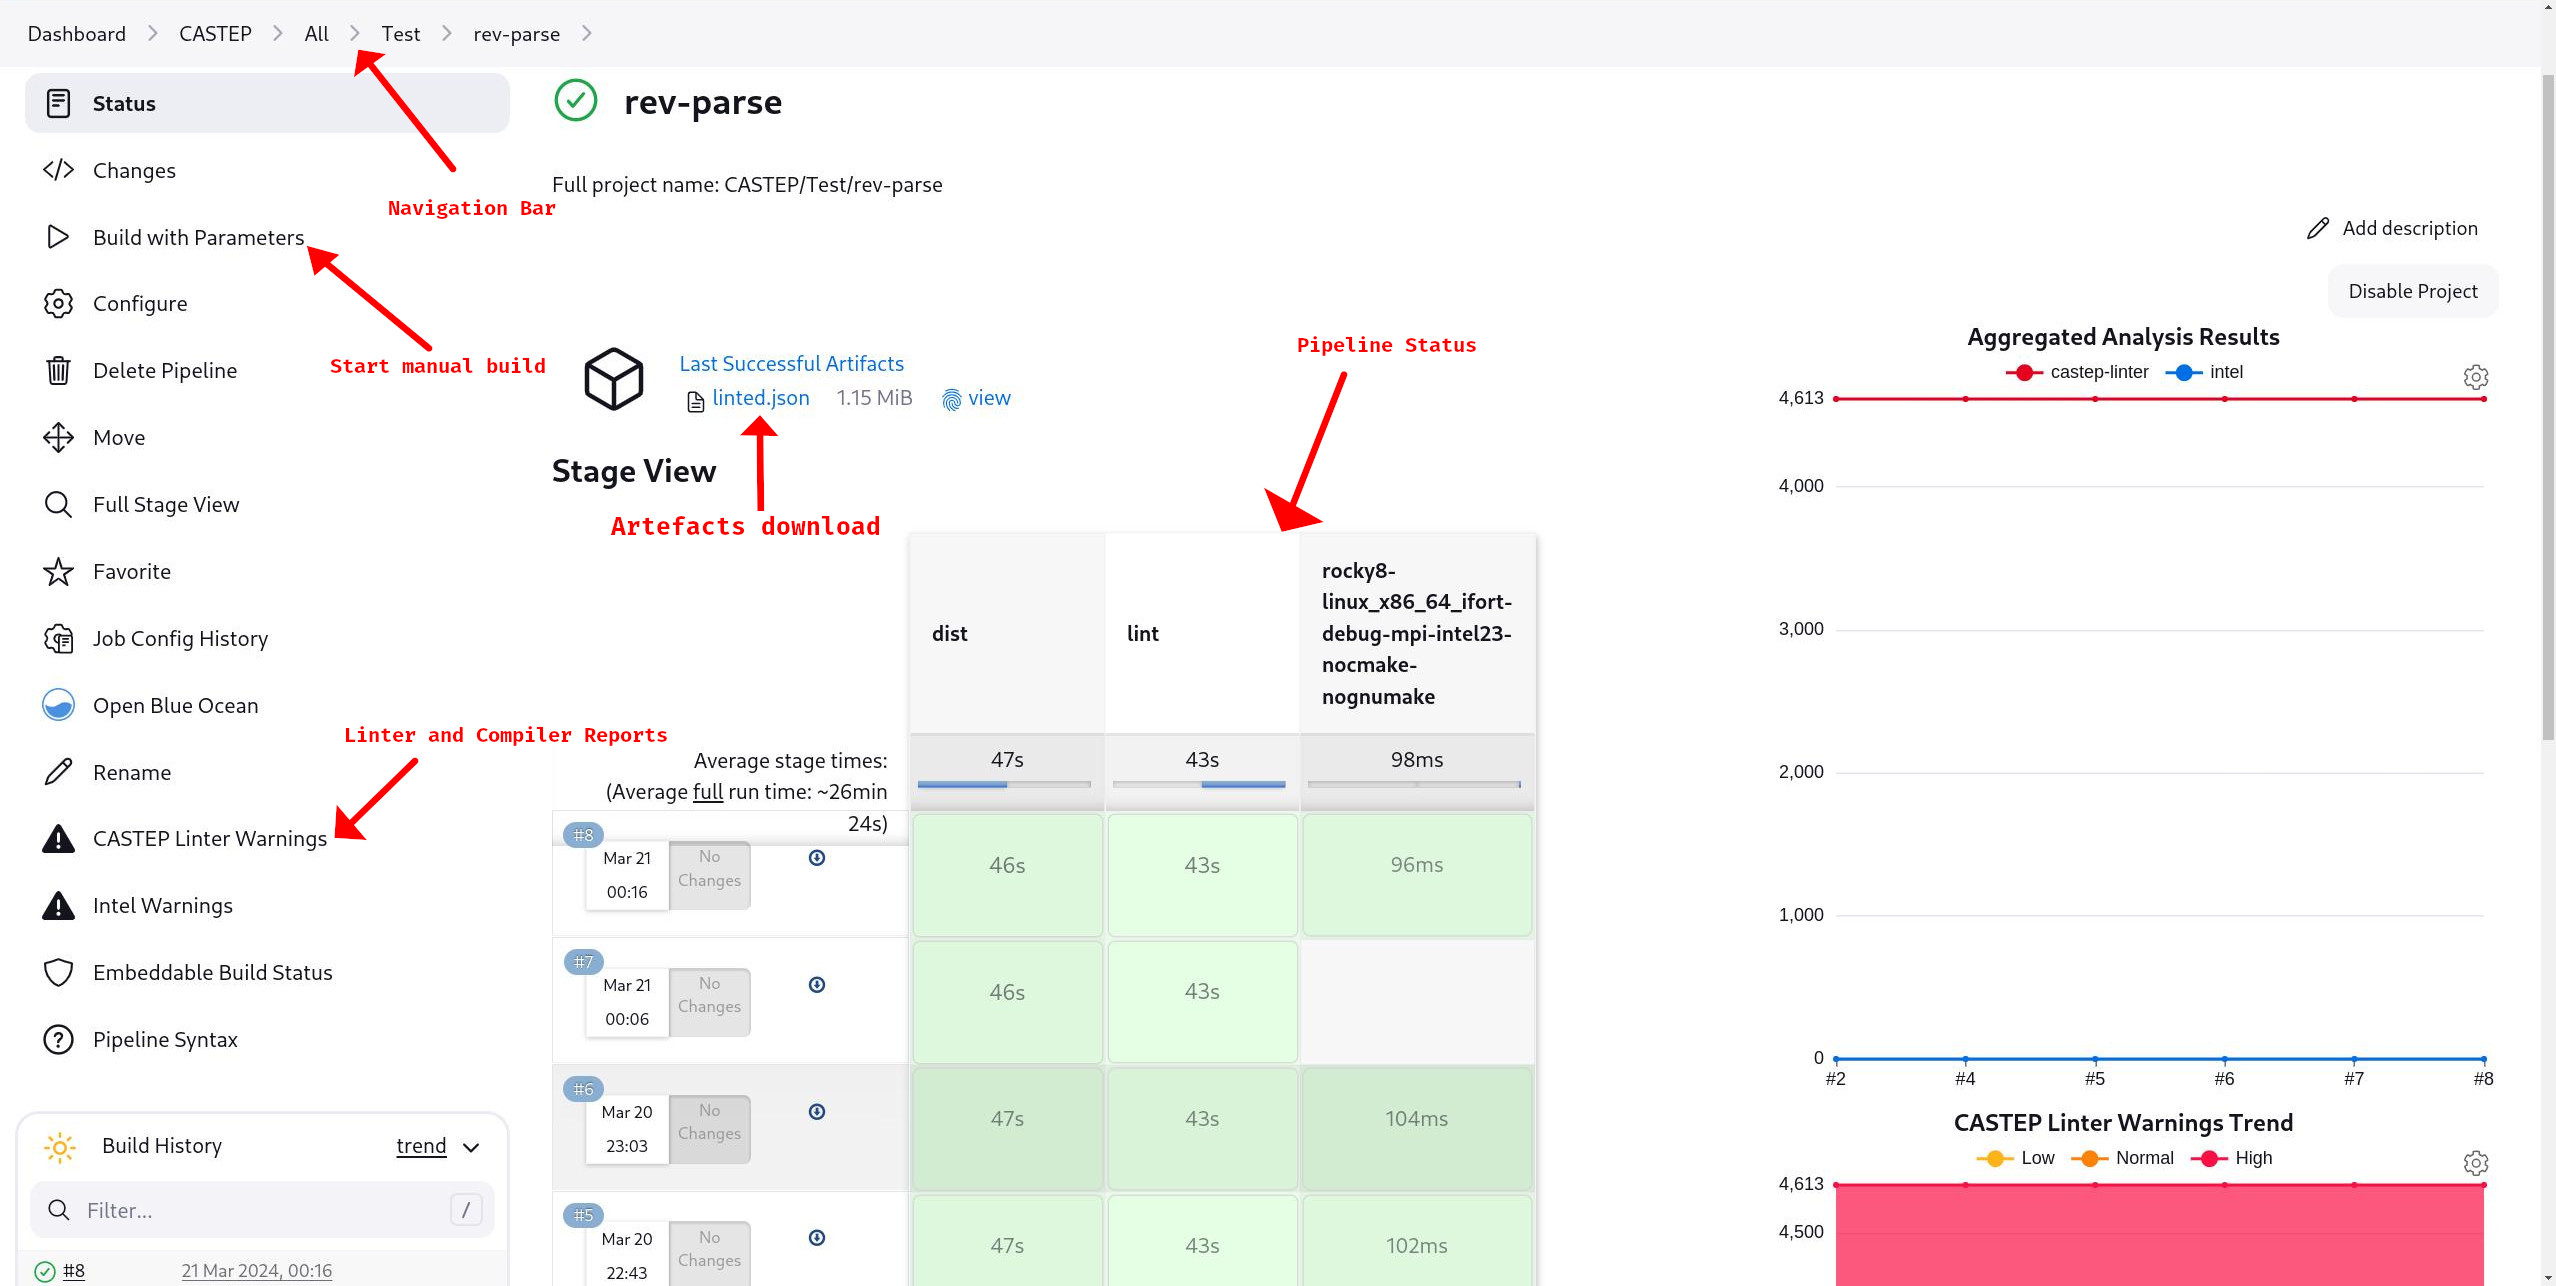 Dashboard CASTEP All Test rev-parse
Status
Changes
Navigation Bar
Build with Parameters
Configure
Start manual build
Delete Pipeline
Move
Full Stage View
Favorite
Job Config History
Open Blue Ocean
Linter and Compiler Reports
Rename
CASTEP Linter Warnings
Intel Warnings
Embeddable Build Status
Pipeline Syntax
Build History trend
Filter... /
#8 21 Mar 2024, 00:16
rev-parse
Full project name: CASTEP/Test/rev-parse
Add description
Disable Project
Last Successful Artifacts
linted.json 1.15 MiB view
Artefacts download
Pipeline Status
Stage View
dist
lint
rocky8-
linux_x86_64_ifort-
debug-mpi-intel23-
nocmake-
nognumake
Average stage times:
(Average full run time: ~26min
24s)
47s 43s 98ms
#8
Mar 21
00:16
No
Changes
46s 43s 96ms
#7
Mar 21
00:06
No
Changes
46s 43s
#6
Mar 20
23:03
No
Changes
47s 43s 104ms
#5
Mar 20
22:43
No
Changes
47s 43s 102ms
Aggregated Analysis Results
castep-linter intel
4,613
4,000
3,000
2,000
1,000
0
#2 #4 #5 #6 #7 #8
CASTEP Linter Warnings Trend
Low Normal High
4,613
4,500